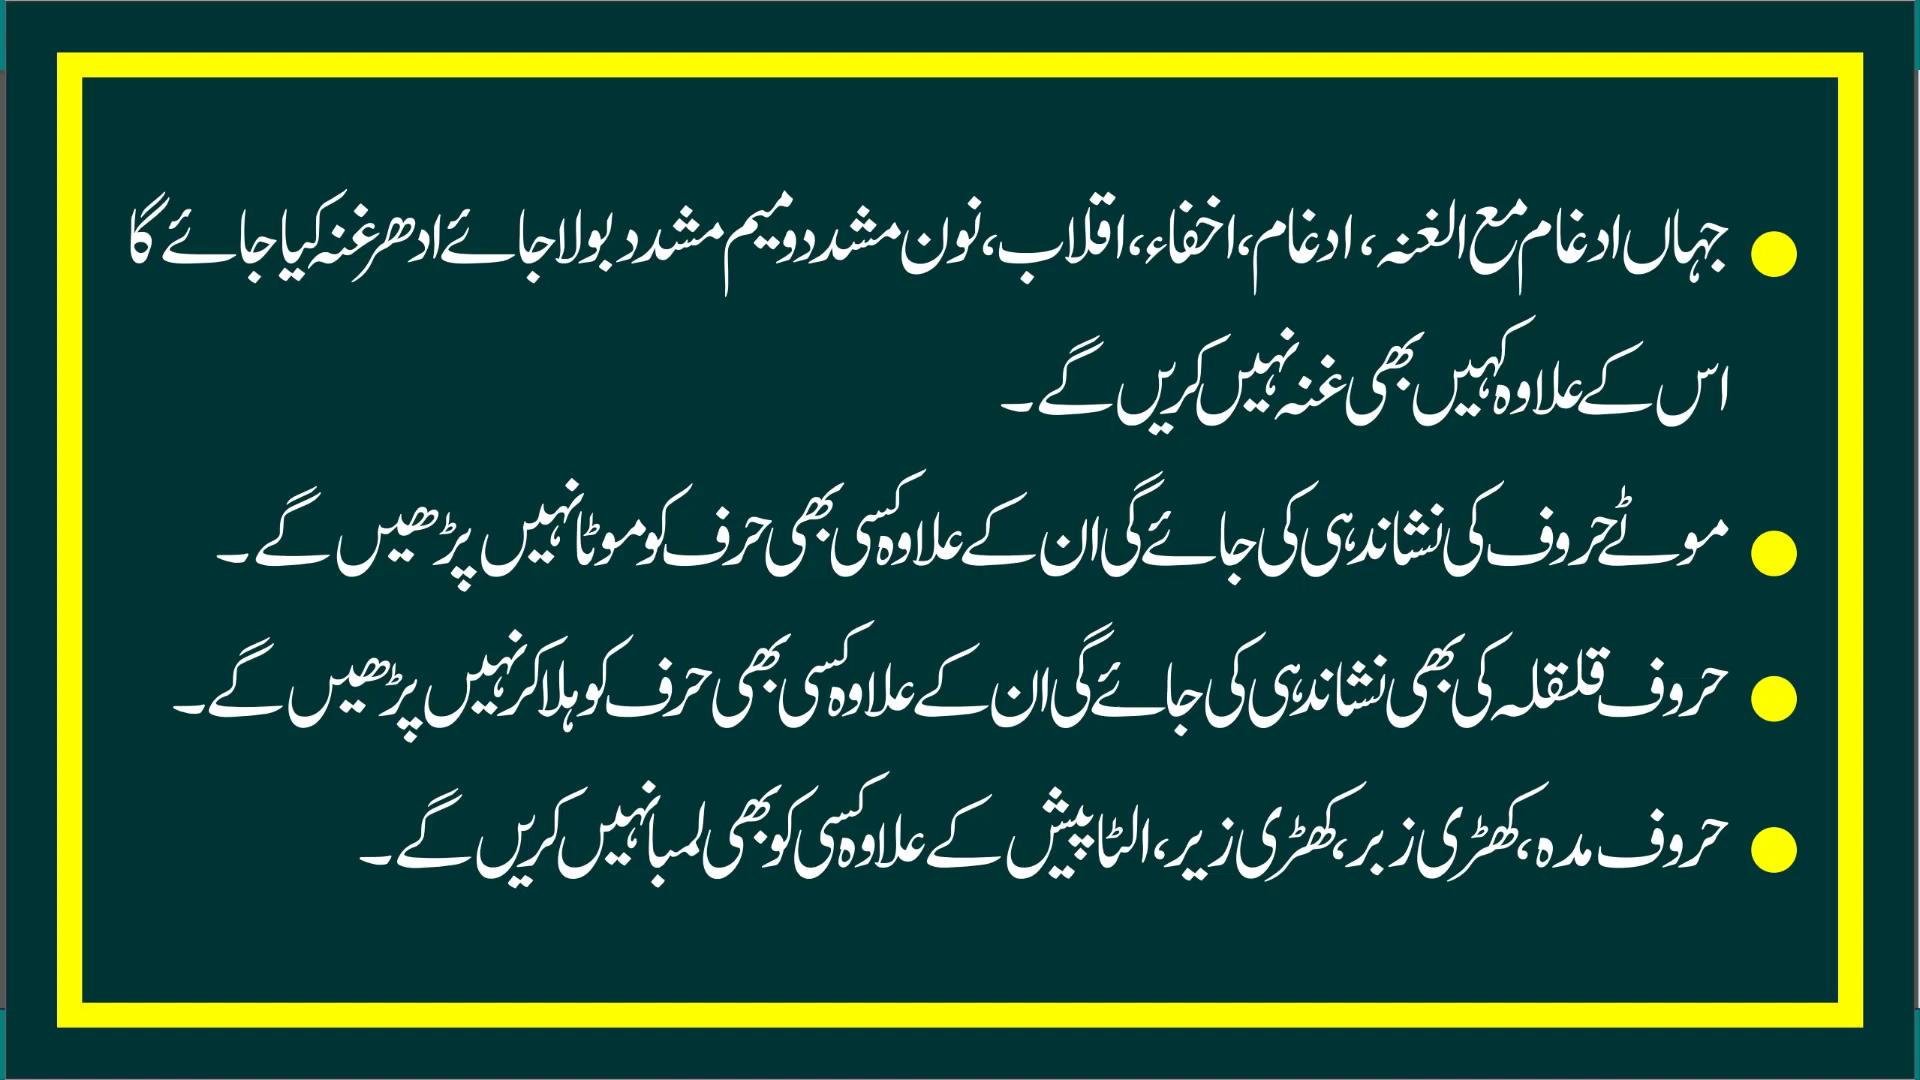 جہاں ادغام مع الغنہ، ادغام، اخفاء، اقلاب، نون مشدد و میم مشدد بولا جائے ادھر غنہ کیا جائے گا
اس کے علاوہ کہیں بھی غنہ نہیں کریں گے۔
موٹے حروف کی نشاندہی کی جائے گی ان کے علاوہ کسی بھی حرف کو موٹا نہیں پڑھیں گے۔
حروف قلقلہ کی بھی نشاندہی کی جائے گی ان کے علاوہ کسی بھی حرف کو ہلا کر نہیں پڑھیں گے۔
حروف مدہ، کھڑی زبر، کھڑی زیر، الٹا پیش کے علاوہ کسی کو بھی لمبا نہیں کریں گے۔